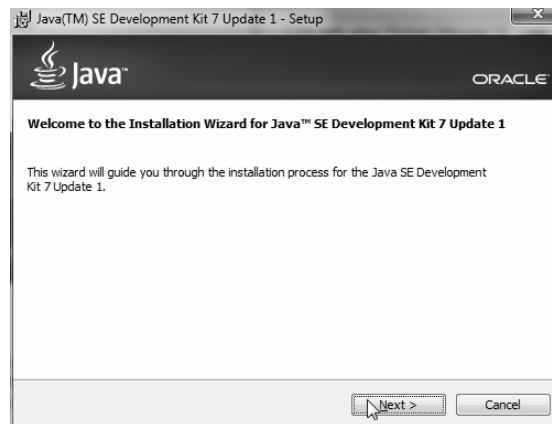 Java(TM) SE Development Kit 7 Update 1 - Setup
Java™
ORACLE
Welcome to the Installation Wizard for Java™ SE Development Kit 7 Update 1
This wizard will guide you through the installation process for the Java SE Development
Kit 7 Update 1.
Next > Cancel